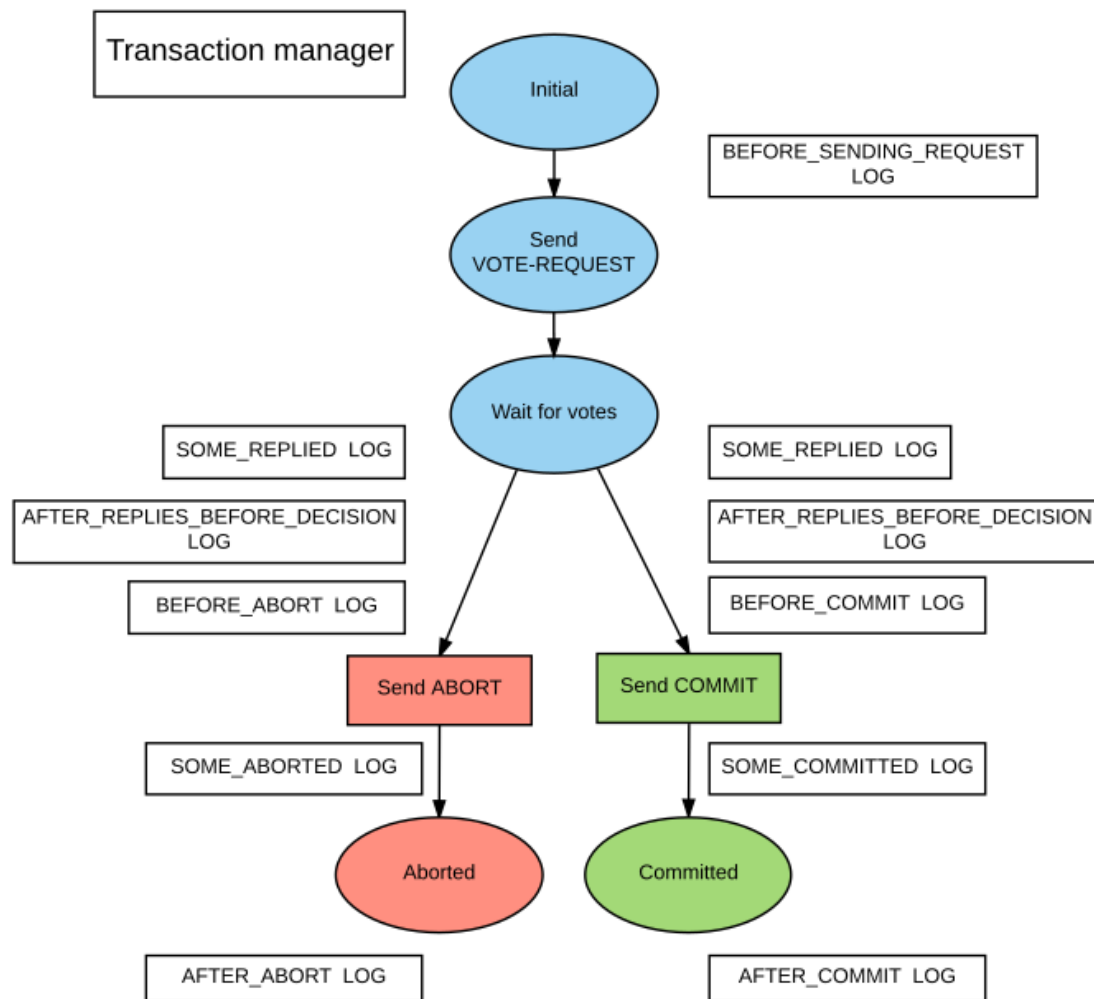 Transaction manager
Initial
BEFORE_SENDING_REQUEST
LOG
Send
VOTE-REQUEST
Wait for votes
SOME_REPLIED LOG
SOME_REPLIED LOG
AFTER_REPLIES_BEFORE_DECISION
LOG
AFTER_REPLIES_BEFORE_DECISION
LOG
BEFORE_ABORT LOG
BEFORE_COMMIT LOG
Send ABORT
Send COMMIT
SOME_ABORTED LOG
SOME_COMMITTED LOG
Aborted
Committed
AFTER_ABORT LOG
AFTER_COMMIT LOG